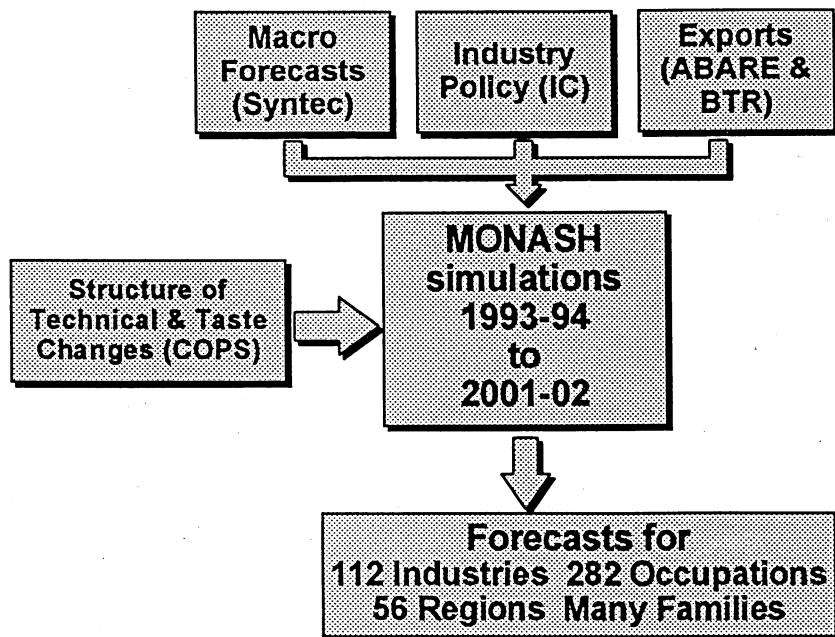 Macro
Forecasts
(Syntec)
Industry
Policy (IC)
Exports
(ABARE &
BTR)
Structure of
Technical & Taste
Changes (COPS)
MONASH
simulations
1993-94
to
2001-02
Forecasts for
112 Industries 282 Occupations
56 Regions Many Families